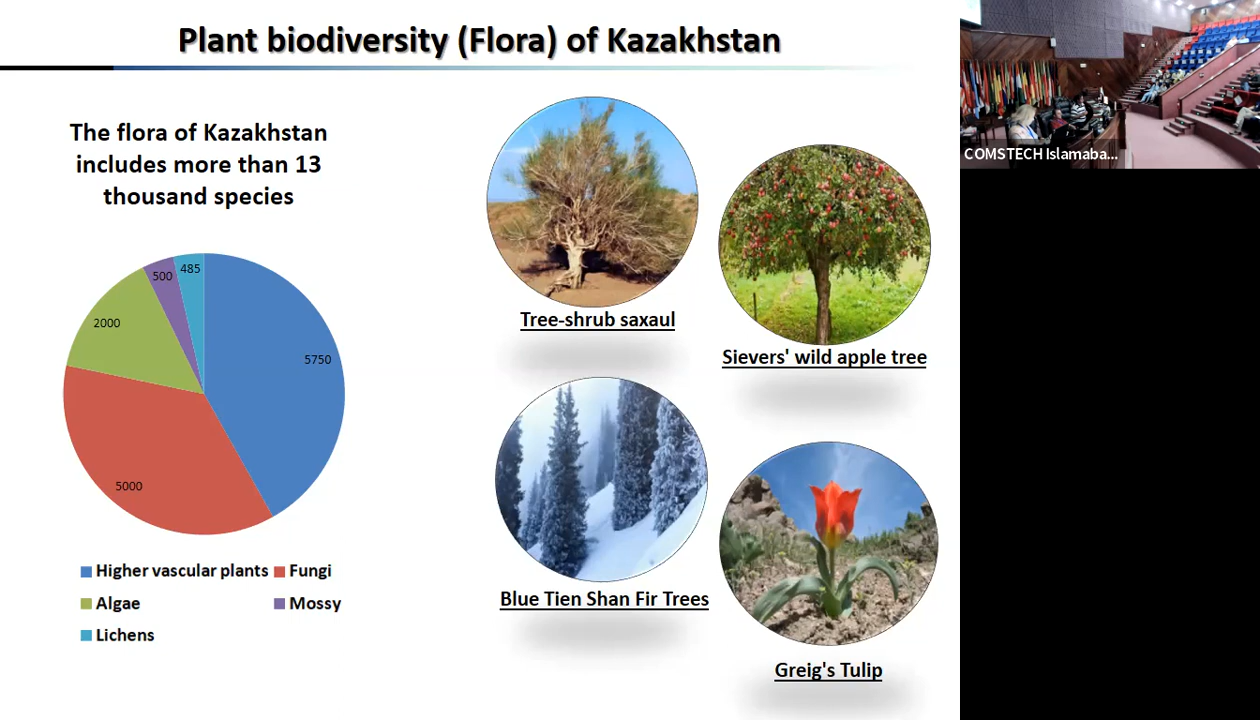 Plant biodiversity (Flora) of Kazakhstan
The flora of Kazakhstan
includes more than 13
thousand species
485
500
2000
5750
5000
Higher vascular plants
Fungi
Algae
Mossy
Lichens
Tree-shrub saxaul
Sievers' wild apple tree
Blue Tien Shan Fir Trees
Greig's Tulip
COMSTECH Islamaba...